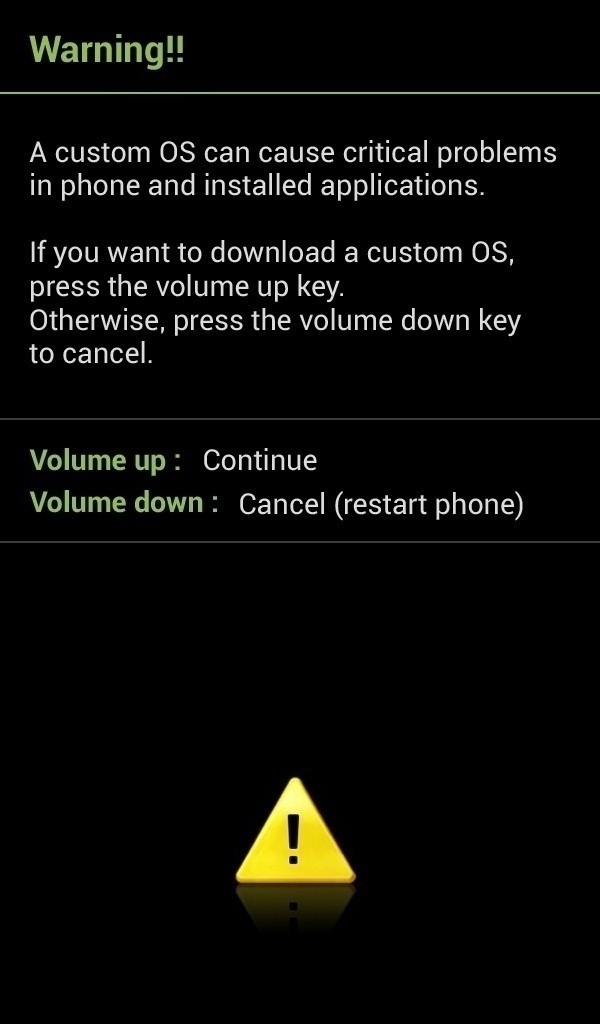 Warning!!
A custom OS can cause critical problems
in phone and installed applications.
If you want to download a custom OS,
press the volume up key.
Otherwise, press the volume down key
to cancel.
Volume up : Continue
Volume down : Cancel (restart phone)
!